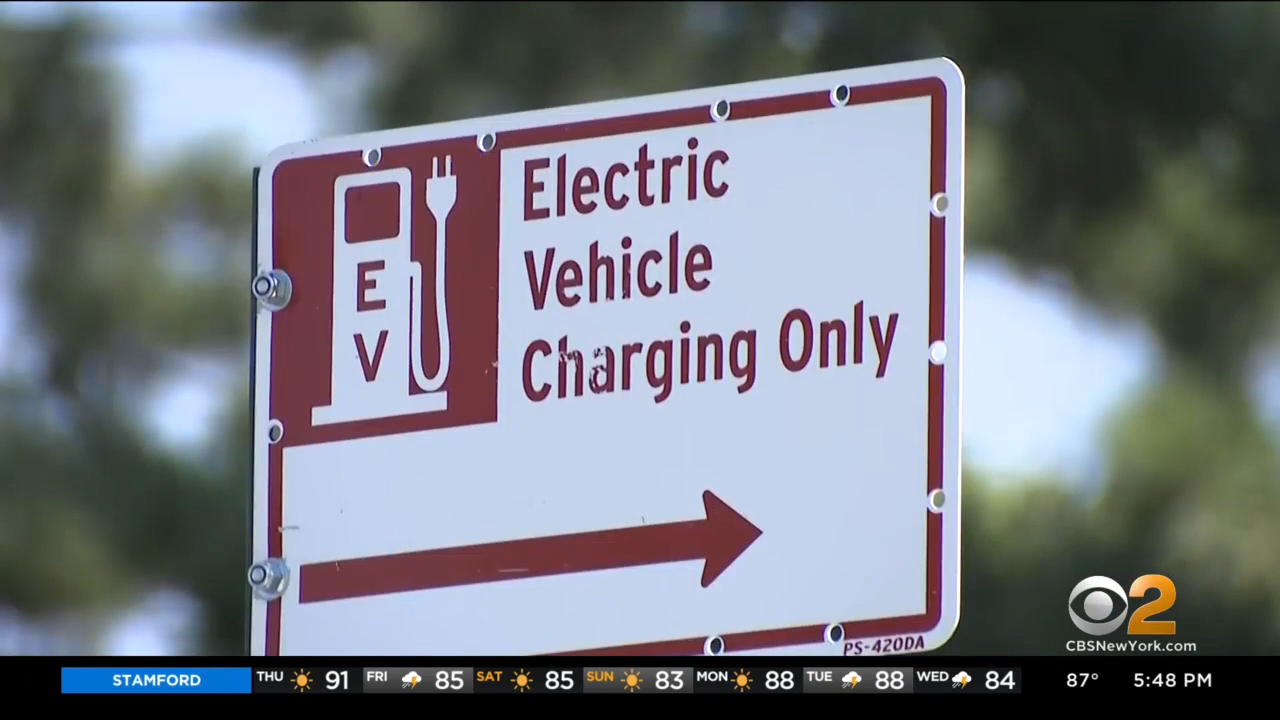 E
V
Electric
Vehicle
Charging Only
PS-420DA
2
CBSNewYork.com
STAMFORD THU 91 FRI 85 SAT 85 SUN 83 MON 88 TUE 88 WED 84 87° 5:48 PM